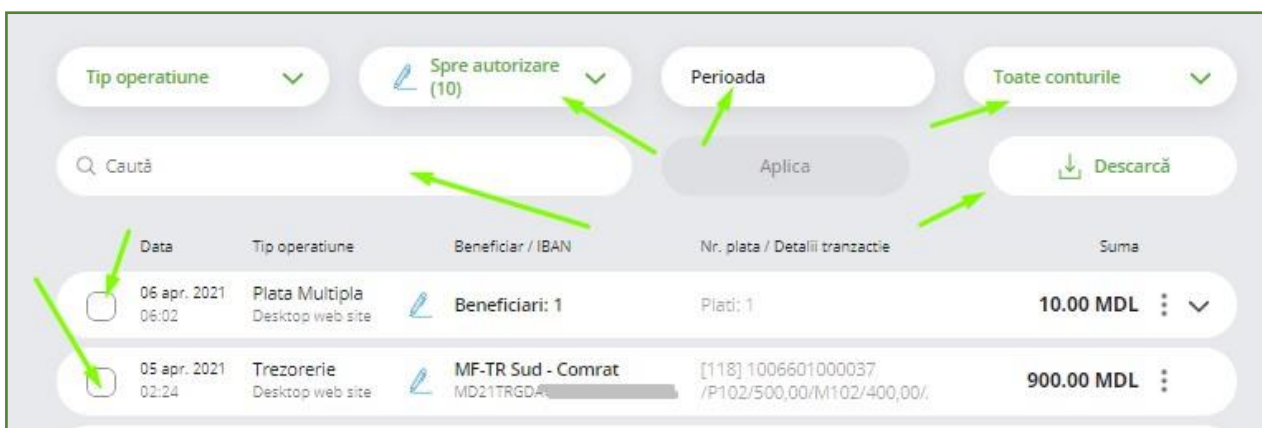 Tip operatiune
Spre autorizare
(10)
Perioada
Toate conturile
Caută
Aplica
Descarcă
Data Tip operatiune Beneficiar / IBAN Nr. plata / Detalii tranzactie Suma
06 apr. 2021 Plata Multipla Beneficiari: 1 Plati: 1 10.00 MDL
06:02 Desktop web site
05 apr. 2021 Trezorerie MF-TR Sud - Comrat [118] 1006601000037 900.00 MDL
02:24 Desktop web site MD21TRGDA /P102/500,00/M102/400,00/.